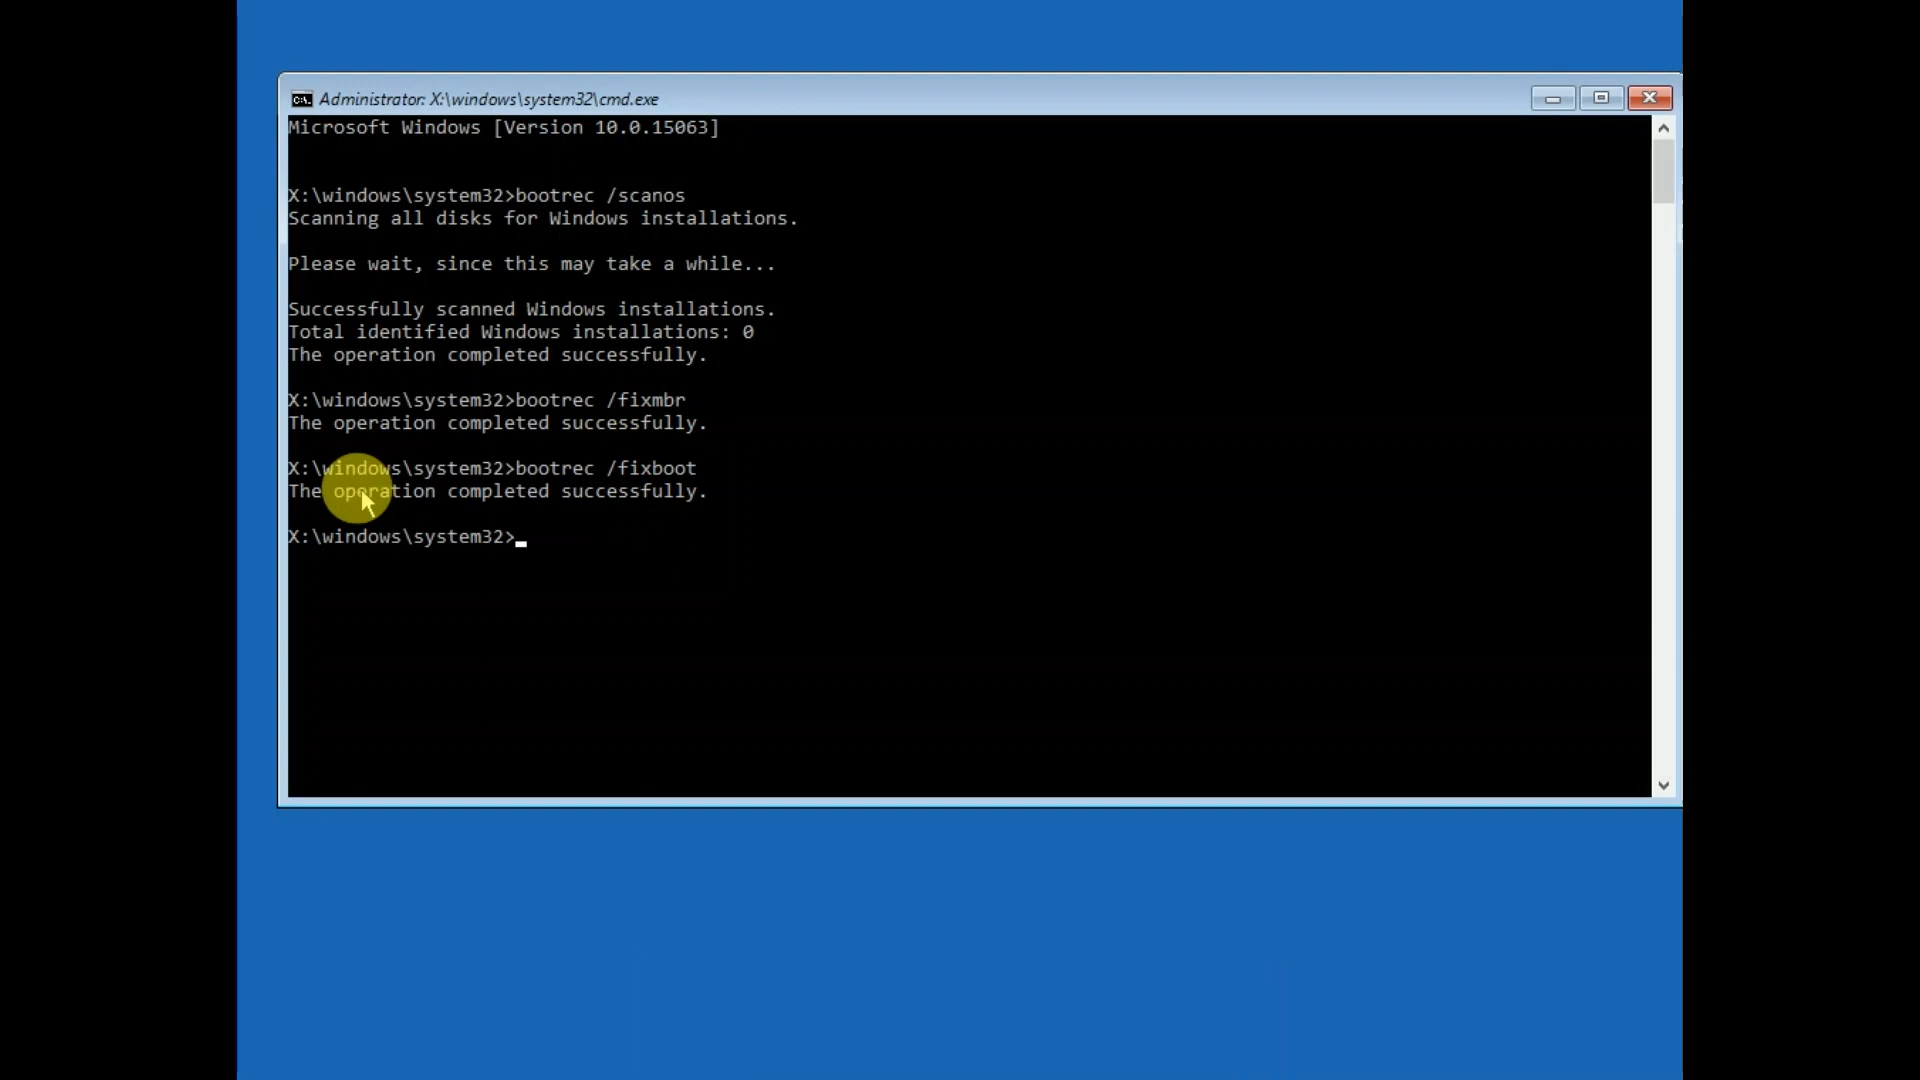 Administrator: X:\windows\system32\cmd.exe
Microsoft Windows [Version 10.0.15063]
X:\windows\system32>bootrec /scanos
Scanning all disks for Windows installations.
Please wait, since this may take a while...
Successfully scanned Windows installations.
Total identified Windows installations: 0
The operation completed successfully.
X:\windows\system32>bootrec /fixmbr
The operation completed successfully.
X:\windows\system32>bootrec /fixboot
The operation completed successfully.
X:\windows\system32>